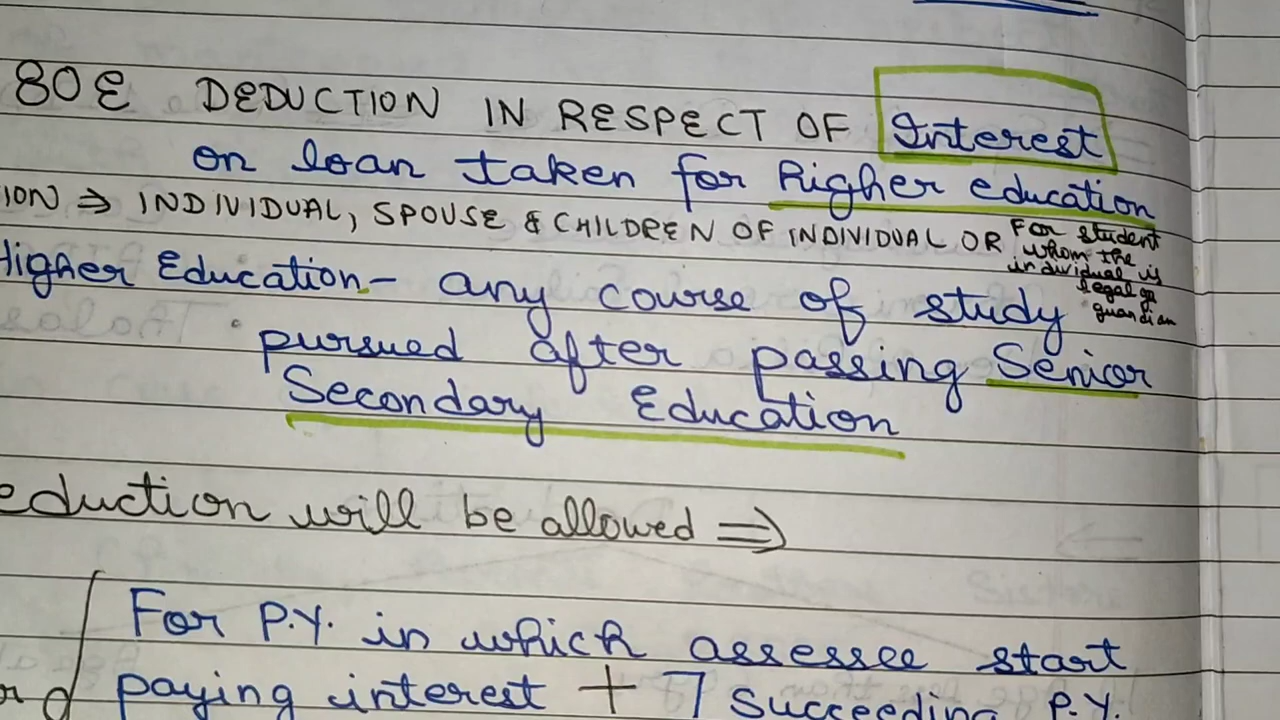 80E DEDUCTION IN RESPECT OF Interest
on loan taken for Higher education
ION ⇒ INDIVIDUAL, SPOUSE & CHILDREN OF INDIVIDUAL OR For student
whom the
individual is
legal ga
guardian
Higher Education - any course of study
pursued after passing Senior
Secondary Education
eduction will be allowed ⇒
For P.Y. in which assessee start
paying interest + 7 succeeding P.Y.